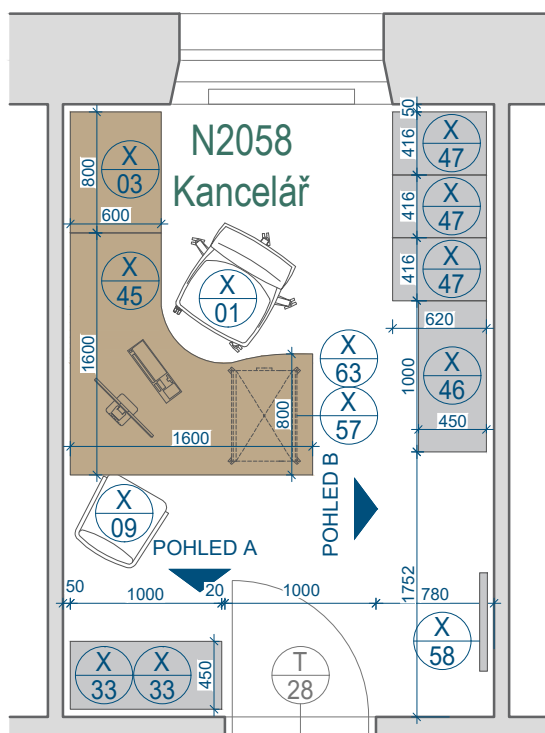 50
X
03
X
47
416
800
N2058
Kancelář
X
47
416
600
X
47
416
X
45
X
01
620
1600
X
63
1000
X
46
X
57
800
450
1600
X
09
POHLED B
POHLED A
50
1000
20
1000
1752
780
X
58
X
33
X
33
450
T
28